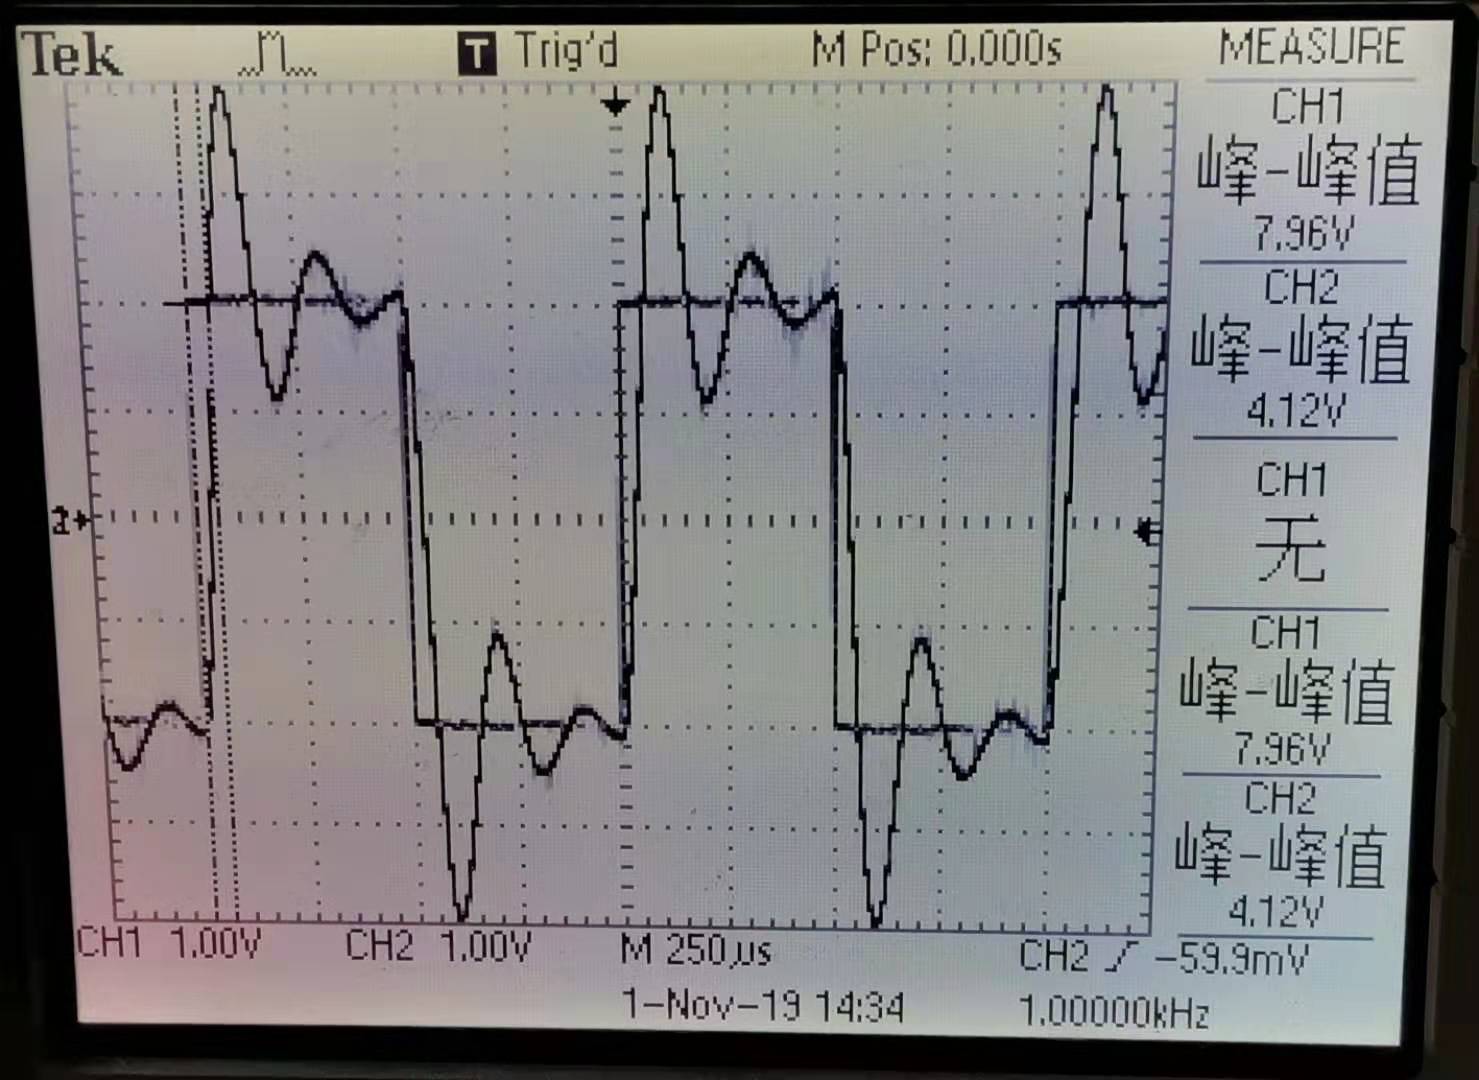 Tek T Trig'd M Pos: 0.000s MEASURE
CH1
峰-峰值
7.96V
CH2
峰-峰值
4.12V
CH1
无
CH1
峰-峰值
7.96V
CH2
峰-峰值
4.12V
2
CH1 1.00V CH2 1.00V M 250µs CH2 -59.9mV
1-Nov-19 14:34 1.00000kHz